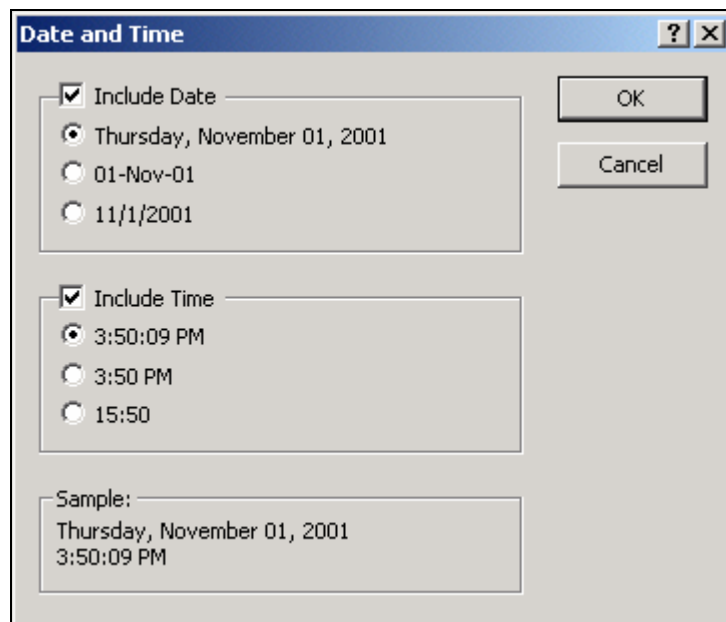 Date and Time
Include Date
Thursday, November 01, 2001
01-Nov-01
11/1/2001
OK
Cancel
Include Time
3:50:09 PM
3:50 PM
15:50
Sample:
Thursday, November 01, 2001
3:50:09 PM